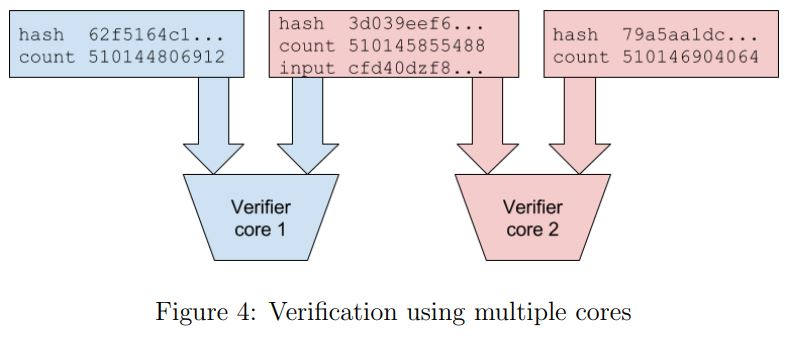 hash  62f5164c1...
count 510144806912
hash  3d039eef6...
count 510145855488
input cfd40dzf8...
hash  79a5aa1dc...
count 510146904064
Verifier
core 1
Verifier
core 2
Figure 4: Verification using multiple cores